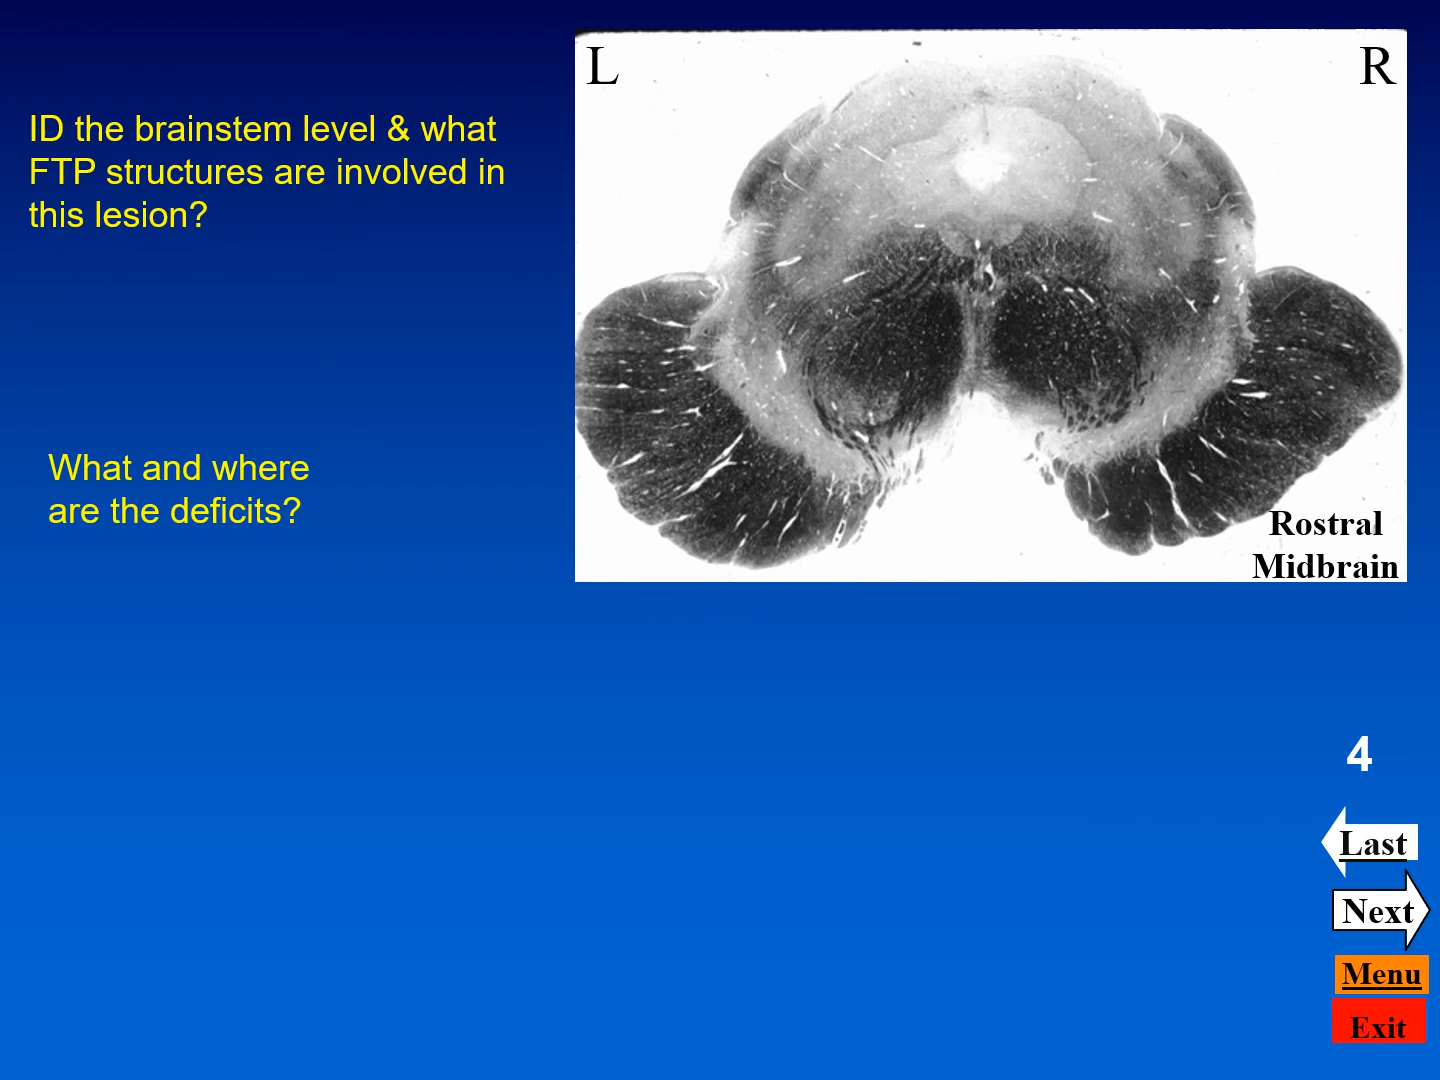 ID the brainstem level & what
FTP structures are involved in
this lesion?
What and where
are the deficits?
L
R
Rostral
Midbrain
4
Last
Next
Menu
Exit